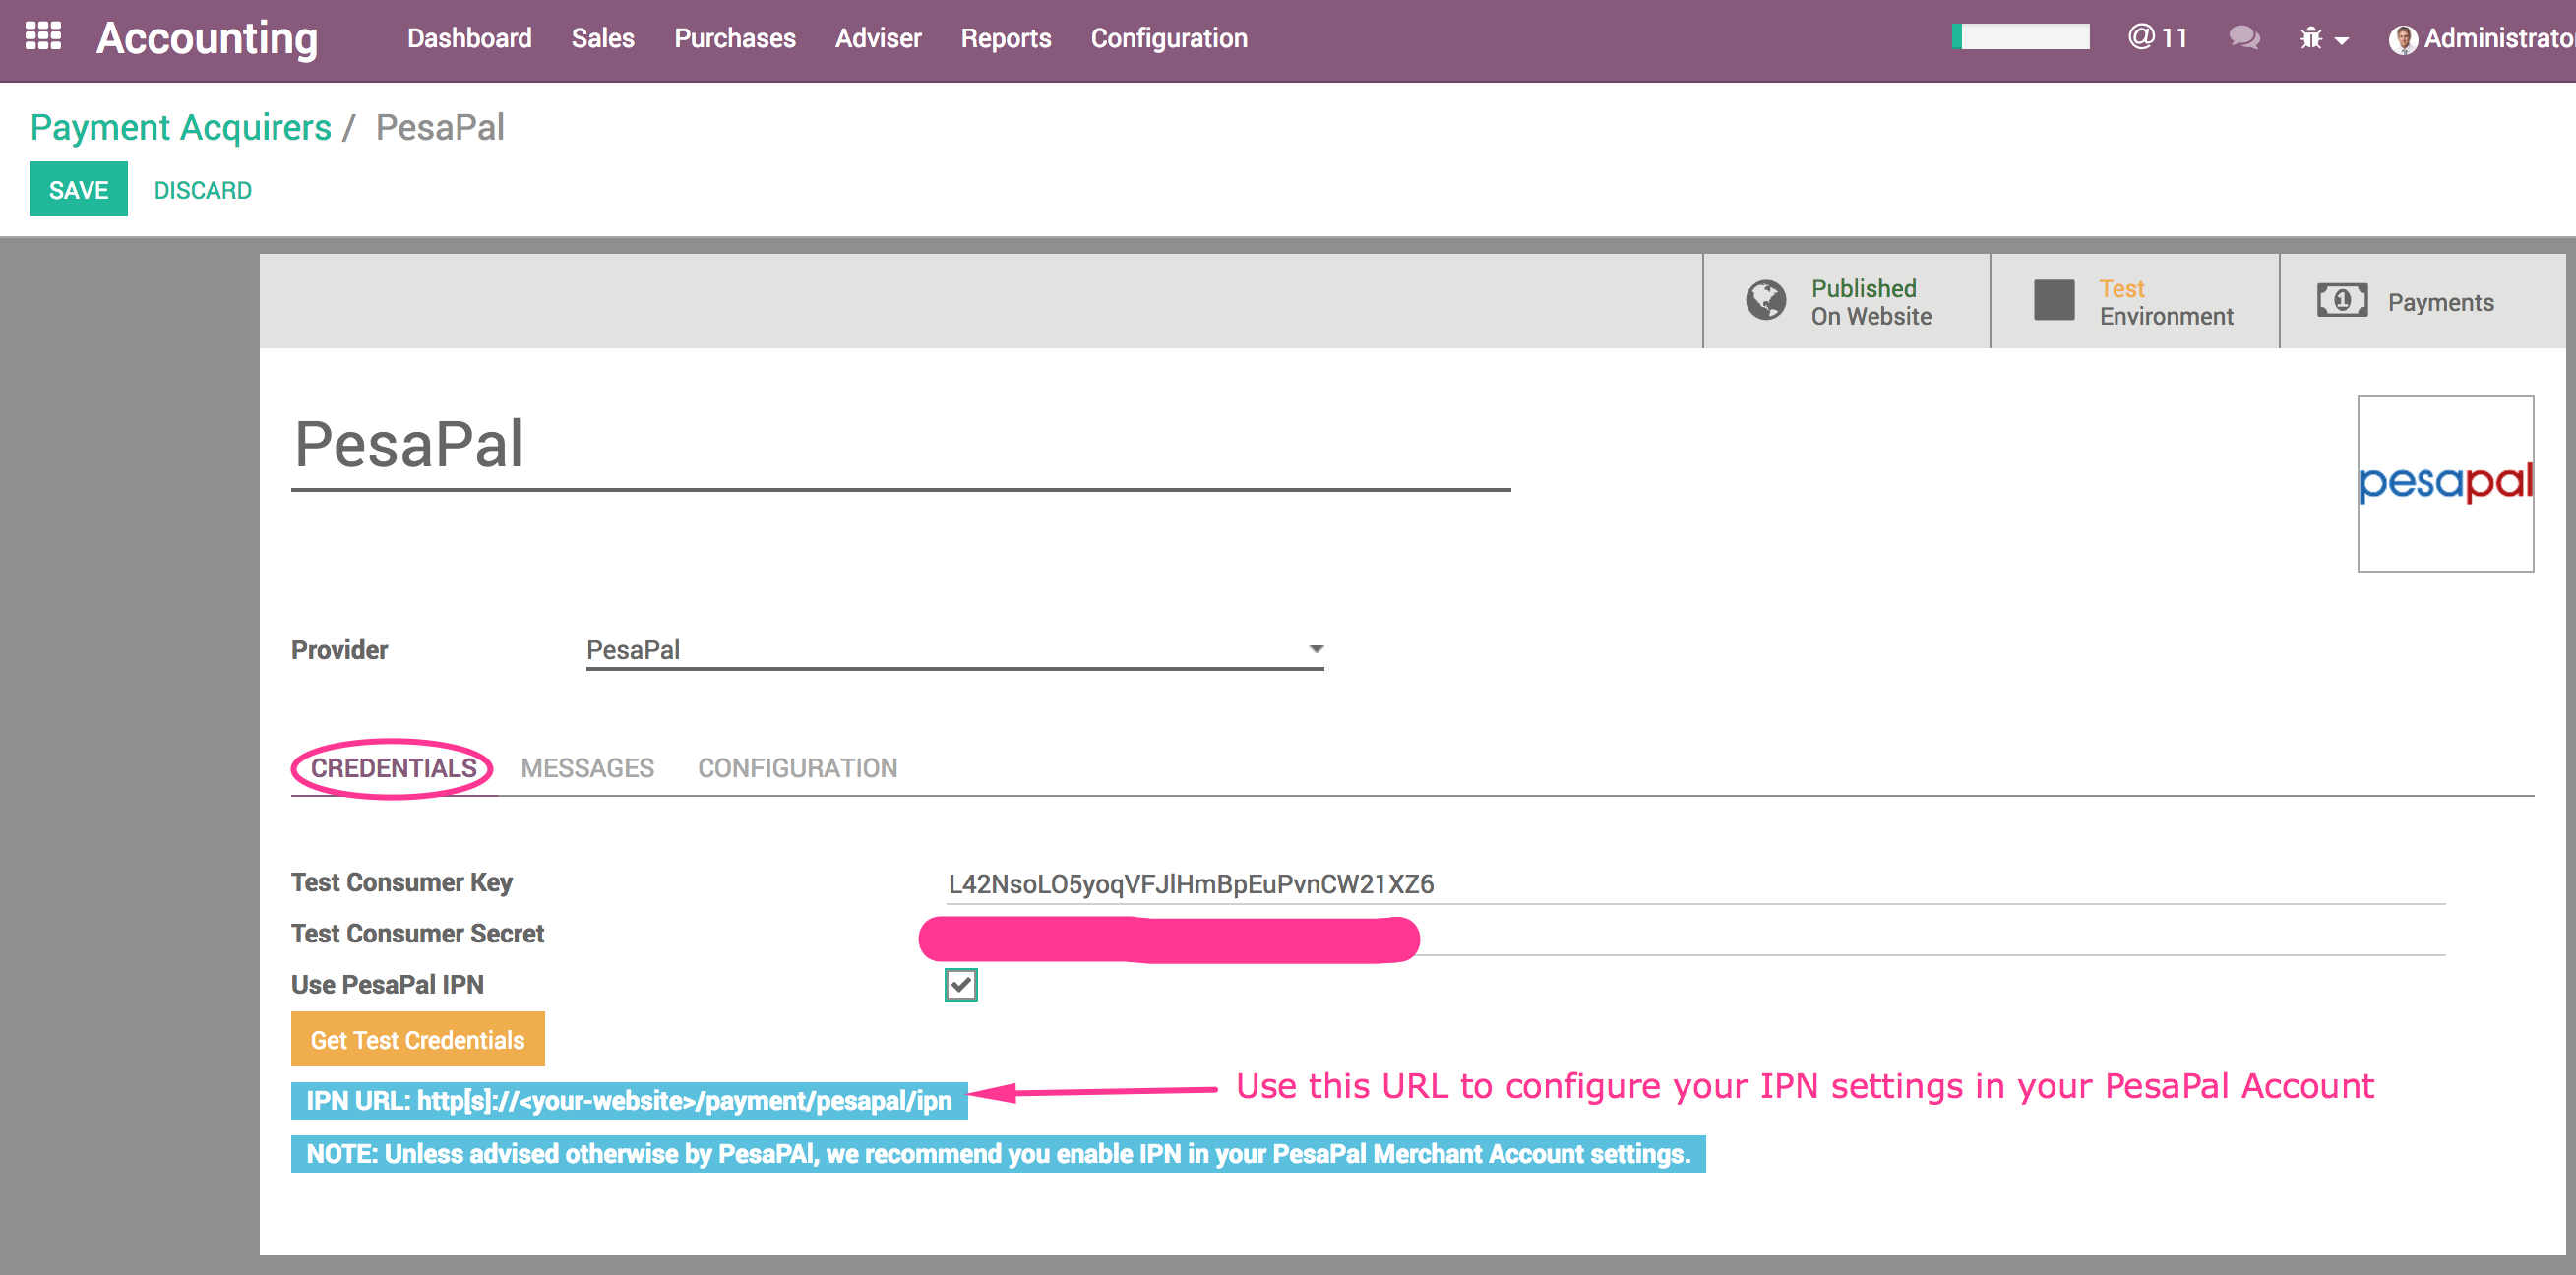 Accounting Dashboard Sales Purchases Adviser Reports Configuration @ 11 Administrato
Payment Acquirers / PesaPal
SAVE DISCARD
Published
On Website
Test
Environment
Payments
PesaPal
pesapal
Provider PesaPal
CREDENTIALS MESSAGES CONFIGURATION
Test Consumer Key L42NsoLO5yoqVFJlHmBpEuPvnCW21XZ6
Test Consumer Secret
Use PesaPal IPN
Get Test Credentials
IPN URL: http[s]://<your-website>/payment/pesapal/ipn
Use this URL to configure your IPN settings in your PesaPal Account
NOTE: Unless advised otherwise by PesaPAl, we recommend you enable IPN in your PesaPal Merchant Account settings.